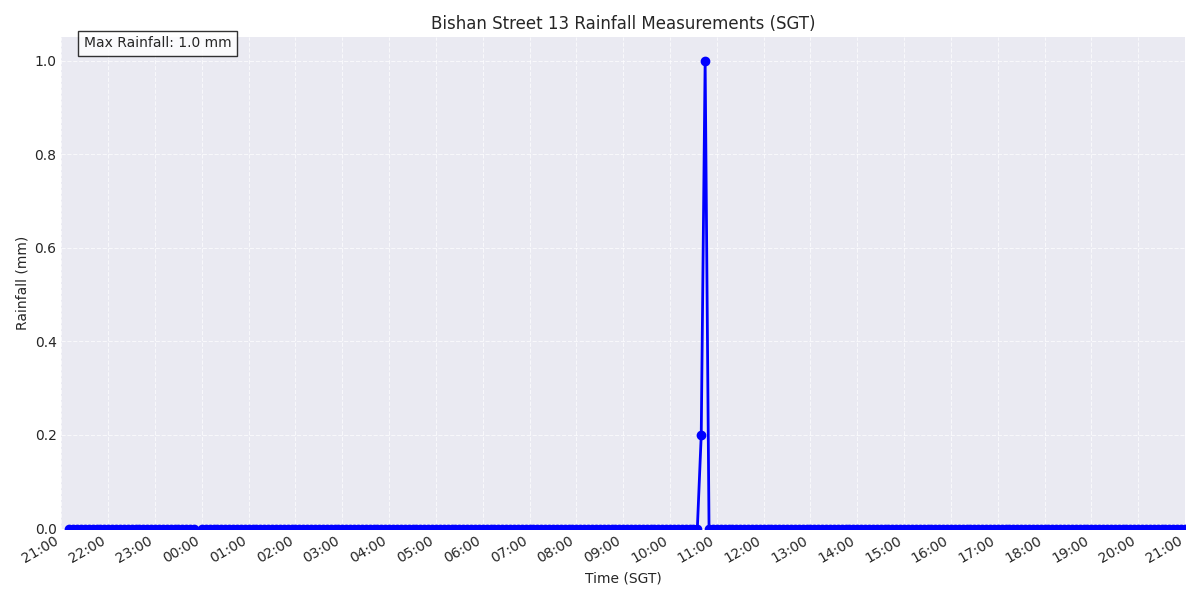 Bishan Street 13 Rainfall Measurements (SGT)
Max Rainfall: 1.0 mm
1.0
0.8
0.6
0.4
0.2
0.0
Rainfall (mm)
21:00 22:00 23:00 00:00 01:00 02:00 03:00 04:00 05:00 06:00 07:00 08:00 09:00 10:00 11:00 12:00 13:00 14:00 15:00 16:00 17:00 18:00 19:00 20:00 21:00
Time (SGT)